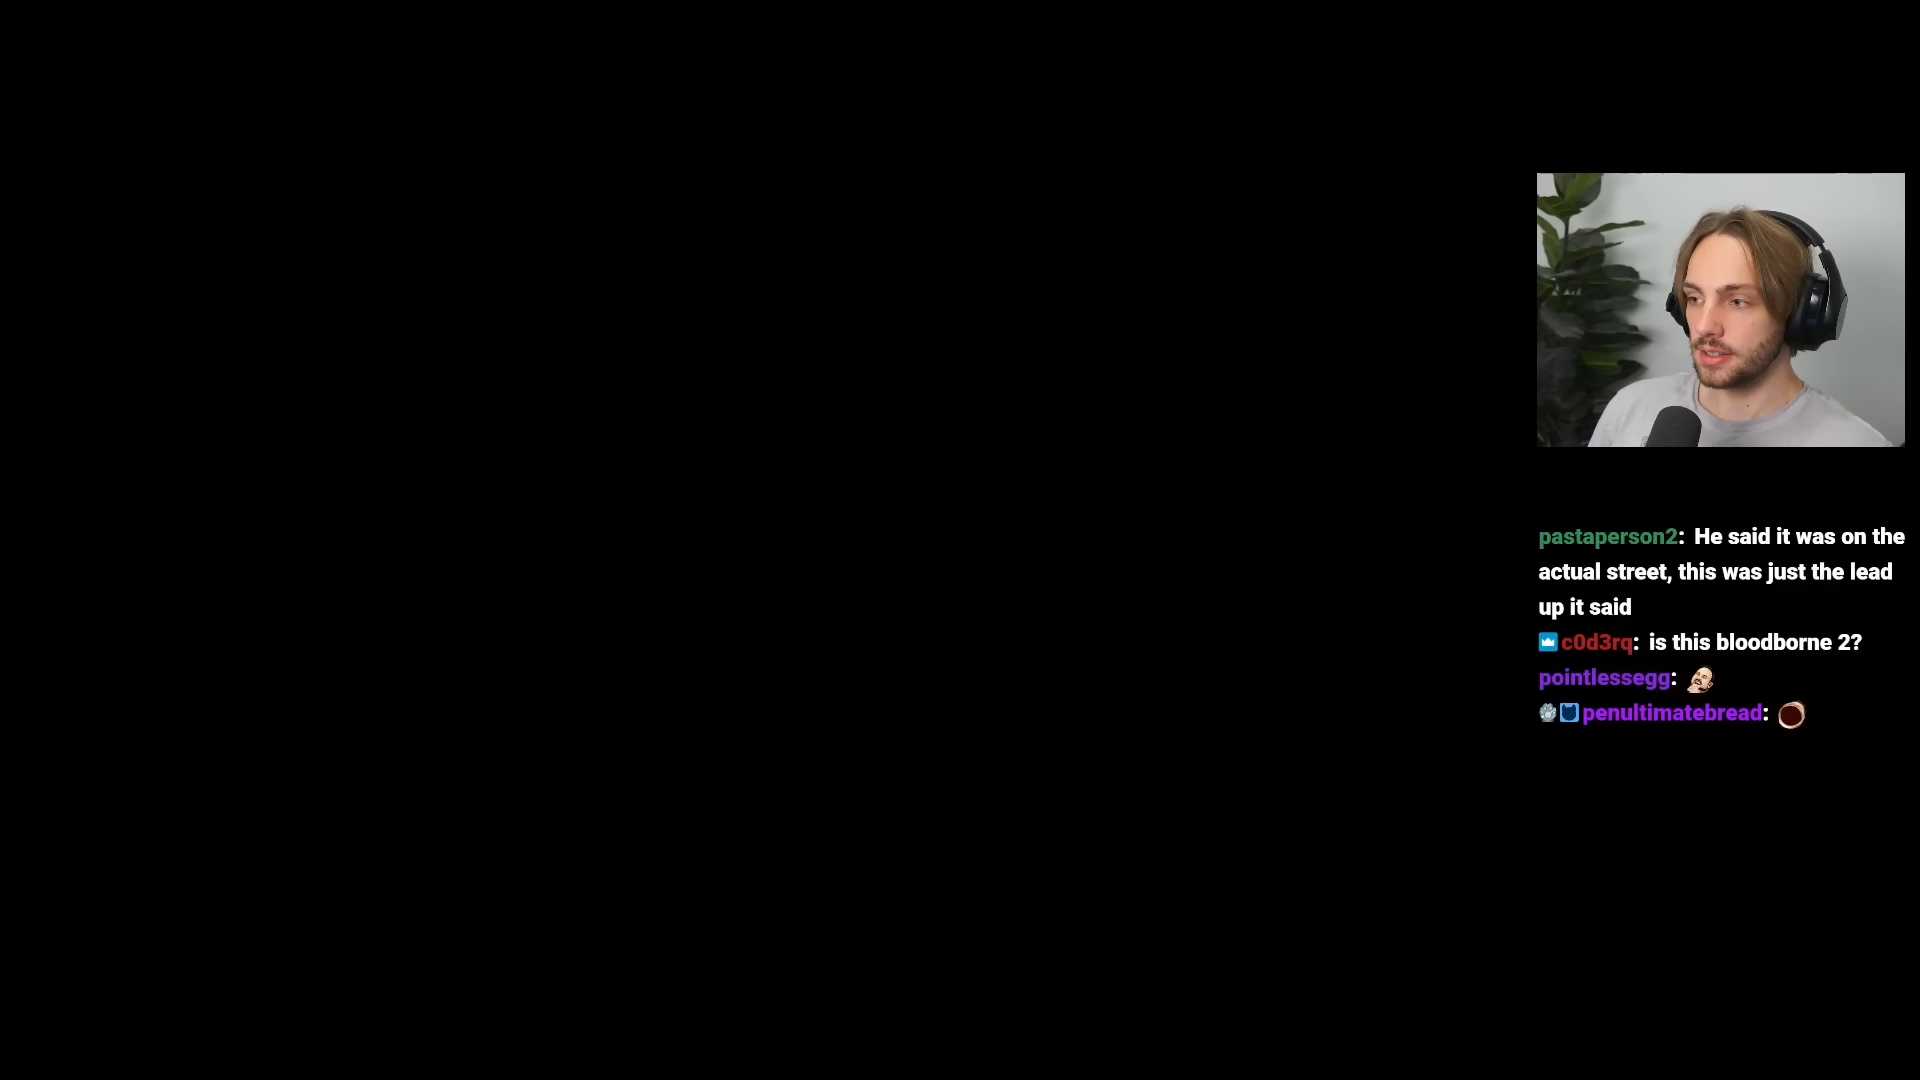 pastaperson2: He said it was on the
actual street, this was just the lead
up it said
c0d3rq: is this bloodborne 2?
pointlessegg:
penultimatebread: